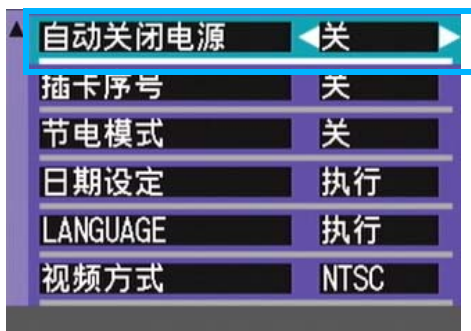 自动关闭电源 关
插卡序号 关
节电模式 关
日期设定 执行
LANGUAGE 执行
视频方式 NTSC